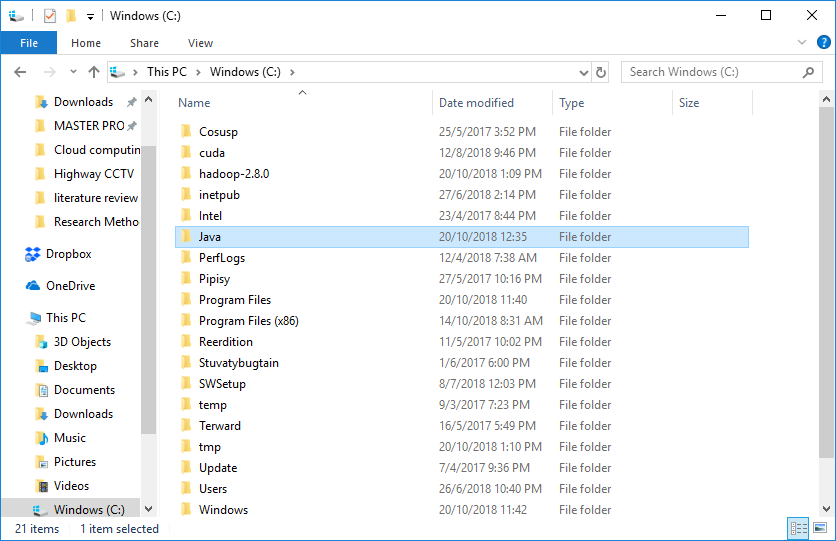 Windows (C:)
File Home Share View
This PC Windows (C:) Search Windows (C:)
Downloads
MASTER PRO
Cloud computin
Highway CCTV
literature review
Research Metho
Dropbox
OneDrive
This PC
3D Objects
Desktop
Documents
Downloads
Music
Pictures
Videos
Windows (C:)
Name Date modified Type Size
Cosusp 25/5/2017 3:52 PM File folder
cuda 12/8/2018 9:46 PM File folder
hadoop-2.8.0 20/10/2018 1:09 PM File folder
inetpub 27/6/2018 2:14 PM File folder
Intel 23/4/2017 8:44 PM File folder
Java 20/10/2018 12:35 File folder
PerfLogs 12/4/2018 7:38 AM File folder
Pipisy 27/5/2017 10:16 PM File folder
Program Files 20/10/2018 11:40 File folder
Program Files (x86) 14/10/2018 8:31 AM File folder
Reerdition 11/5/2017 10:02 PM File folder
Stuvatybugtain 1/6/2017 6:00 PM File folder
SWSetup 8/7/2018 12:03 PM File folder
temp 9/3/2017 7:23 PM File folder
Terward 16/5/2017 5:49 PM File folder
tmp 20/10/2018 1:10 PM File folder
Update 7/4/2017 9:36 PM File folder
Users 26/6/2018 10:40 PM File folder
Windows 20/10/2018 11:42 File folder
21 items 1 item selected